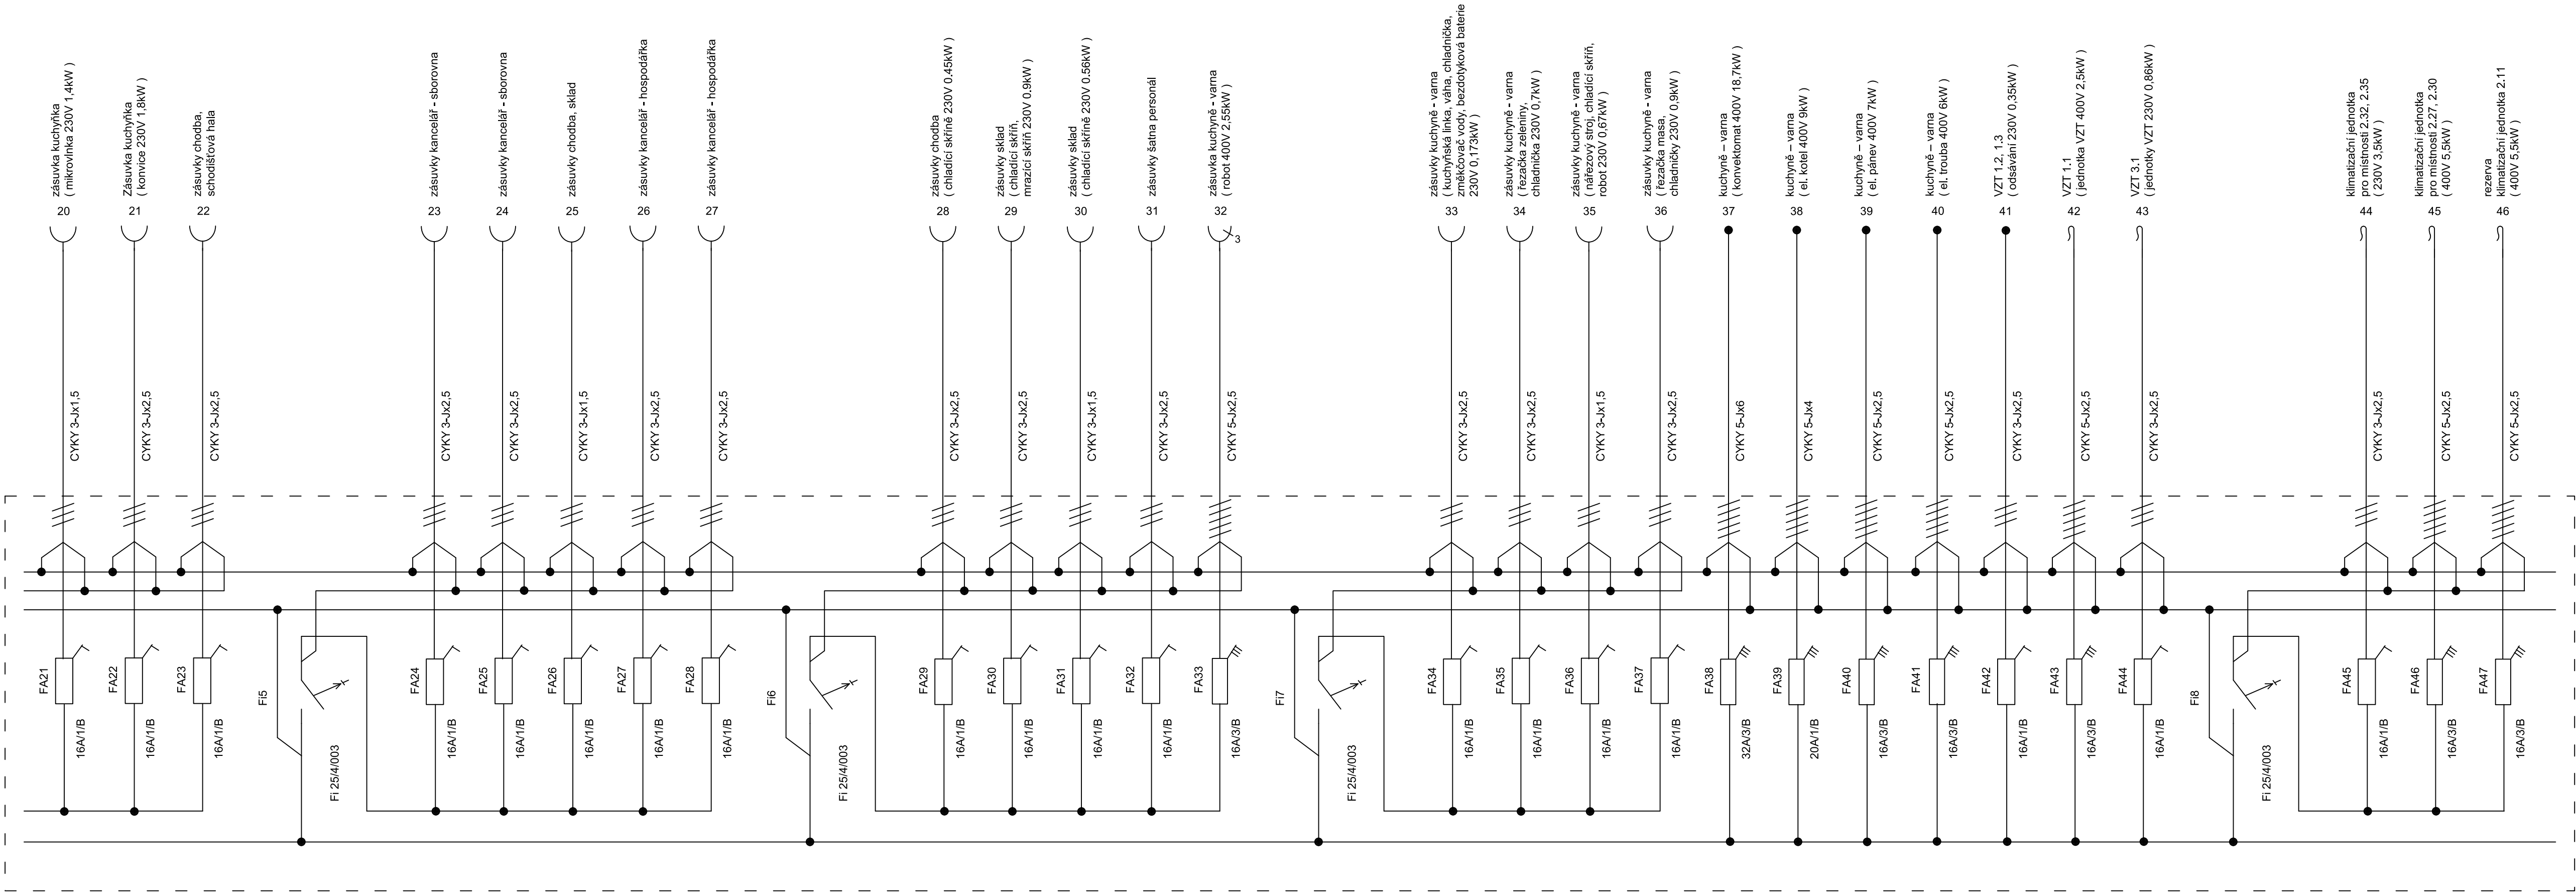 zásuvka kuchyňka
( mikrovlnka 230V 1,4kW )
20
Zásuvka kuchyňka
( konvice 230V 1,8kW )
21
zásuvky chodba,
schodišťová hala
22
zásuvky kancelář - sborovna
23
zásuvky kancelář - sborovna
24
zásuvky chodba, sklad
25
zásuvky kancelář - hospodářka
26
zásuvky kancelář - hospodářka
27
zásuvky chodba
( chladící skříně 230V 0.45kW )
28
zásuvky sklad
( chladící skříň,
mrazící skříň 230V 0.9kW )
29
zásuvky sklad
( chladící skříně 230V 0.56kW )
30
zásuvky šatna personál
31
zásuvka kuchyně - varna
( robot 400V 2,55kW )
32
3
zásuvky kuchyně - varna
( kuchyňská linka, váha, chladnička,
změkčovač vody, bezdotyková baterie
230V 0,173kW )
33
zásuvky kuchyně - varna
( řezačka zeleniny,
chladnička 230V 0,7kW )
34
zásuvky kuchyně - varna
( nářezový stroj, chladící skříň,
robot 230V 0,67kW )
35
zásuvky kuchyně - varna
( řezačka masa,
chladničky 230V 0,9kW )
36
kuchyně – varna
( konvektomat 400V 18,7kW )
37
kuchyně – varna
( el. kotel 400V 9kW )
38
kuchyně – varna
( el. pánev 400V 7kW )
39
kuchyně – varna
( el. trouba 400V 6kW )
40
VZT 1.2, 1.3
( odsávání 230V 0,35kW )
41
VZT 1.1
( jednotka VZT 400V 2,5kW )
42
VZT 3.1
( jednotky VZT 230V 0,86kW )
43
klimatizační jednotka
pro místnosti 2.32, 2.35
( 230V 3,5kW )
44
klimatizační jednotka
pro místnosti 2.27, 2.30
( 400V 5,5kW )
45
rezerva
klimatizační jednotka 2.11
( 400V 5,5kW )
46
CYKY 3-Jx1,5
CYKY 3-Jx2,5
CYKY 3-Jx2,5
CYKY 3-Jx2,5
CYKY 3-Jx2,5
CYKY 3-Jx1,5
CYKY 3-Jx2,5
CYKY 3-Jx2,5
CYKY 3-Jx2,5
CYKY 3-Jx2,5
CYKY 3-Jx1,5
CYKY 3-Jx2,5
CYKY 5-Jx2,5
CYKY 3-Jx2,5
CYKY 3-Jx2,5
CYKY 3-Jx1,5
CYKY 3-Jx2,5
CYKY 5-Jx6
CYKY 5-Jx4
CYKY 5-Jx2,5
CYKY 5-Jx2,5
CYKY 3-Jx2,5
CYKY 5-Jx2,5
CYKY 3-Jx2,5
CYKY 3-Jx2,5
CYKY 5-Jx2,5
CYKY 5-Jx2,5
FA21
16A/1/B
FA22
16A/1/B
FA23
16A/1/B
Fi5
Fi 25/4/003
FA24
16A/1/B
FA25
16A/1/B
FA26
16A/1/B
FA27
16A/1/B
FA28
16A/1/B
Fi6
Fi 25/4/003
FA29
16A/1/B
FA30
16A/1/B
FA31
16A/1/B
FA32
16A/1/B
FA33
16A/3/B
Fi7
Fi 25/4/003
FA34
16A/1/B
FA35
16A/1/B
FA36
16A/1/B
FA37
16A/1/B
FA38
32A/3/B
FA39
20A/1/B
FA40
16A/3/B
FA41
16A/3/B
FA42
16A/1/B
FA43
16A/3/B
FA44
16A/1/B
Fi8
Fi 25/4/003
FA45
16A/1/B
FA46
16A/3/B
FA47
16A/3/B